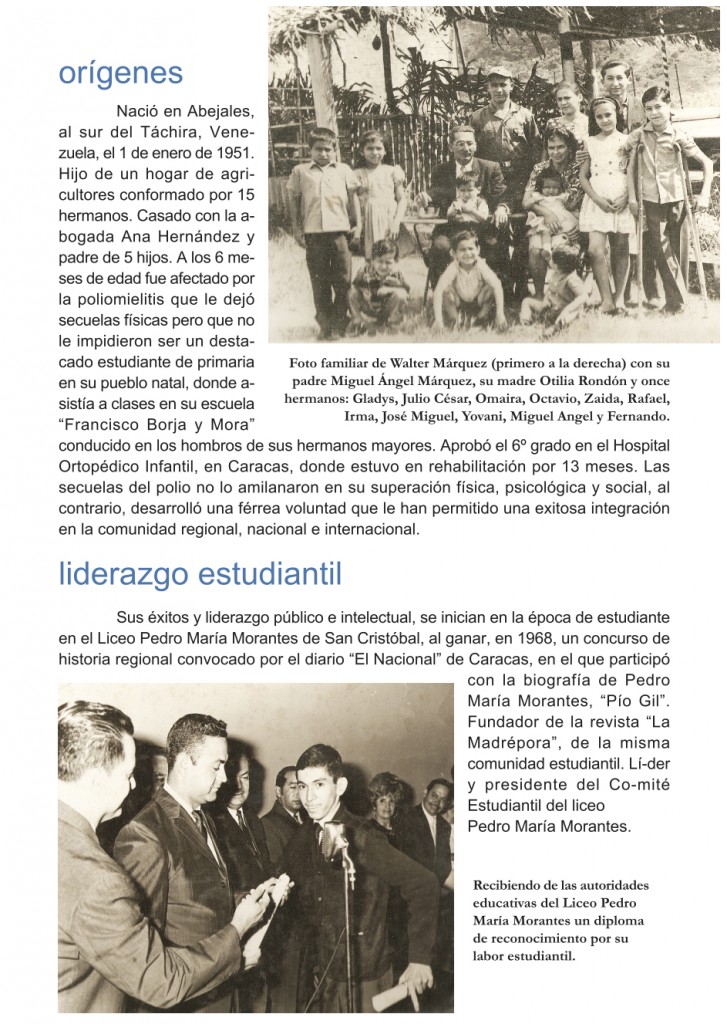 orígenes
Nació en Abejales,
al sur del Táchira, Vene-
zuela, el 1 de enero de 1951.
Hijo de un hogar de agri-
cultores conformado por 15
hermanos. Casado con la a-
bogada Ana Hernández y
padre de 5 hijos. A los 6 me-
ses de edad fue afectado por
la poliomielitis que le dejó
secuelas físicas pero que no
le impidieron ser un desta-
cado estudiante de primaria
en su pueblo natal, donde a-
sistía a clases en su escuela
“Francisco Borja y Mora”
conducido en los hombros de sus hermanos mayores. Aprobó el 6º grado en el Hospital
Ortopédico Infantil, en Caracas, donde estuvo en rehabilitación por 13 meses. Las
secuelas del polio no lo amilanaron en su superación física, psicológica y social, al
contrario, desarrolló una férrea voluntad que le han permitido una exitosa integración
en la comunidad regional, nacional e internacional.
Foto familiar de Walter Márquez (primero a la derecha) con su
padre Miguel Ángel Márquez, su madre Otilia Rondón y once
hermanos: Gladys, Julio César, Omaira, Octavio, Zaida, Rafael,
Irma, José Miguel, Yovani, Miguel Angel y Fernando.
liderazgo estudiantil
Sus éxitos y liderazgo público e intelectual, se inician en la época de estudiante
en el Liceo Pedro María Morantes de San Cristóbal, al ganar, en 1968, un concurso de
historia regional convocado por el diario “El Nacional” de Caracas, en el que participó
con la biografía de Pedro
María Morantes, “Pío Gil”.
Fundador de la revista “La
Madrépora”, de la misma
comunidad estudiantil. Lí-der
y presidente del Co-mité
Estudiantil del liceo
Pedro María Morantes.
Recibiendo de las autoridades
educativas del Liceo Pedro
María Morantes un diploma
de reconocimiento por su
labor estudiantil.